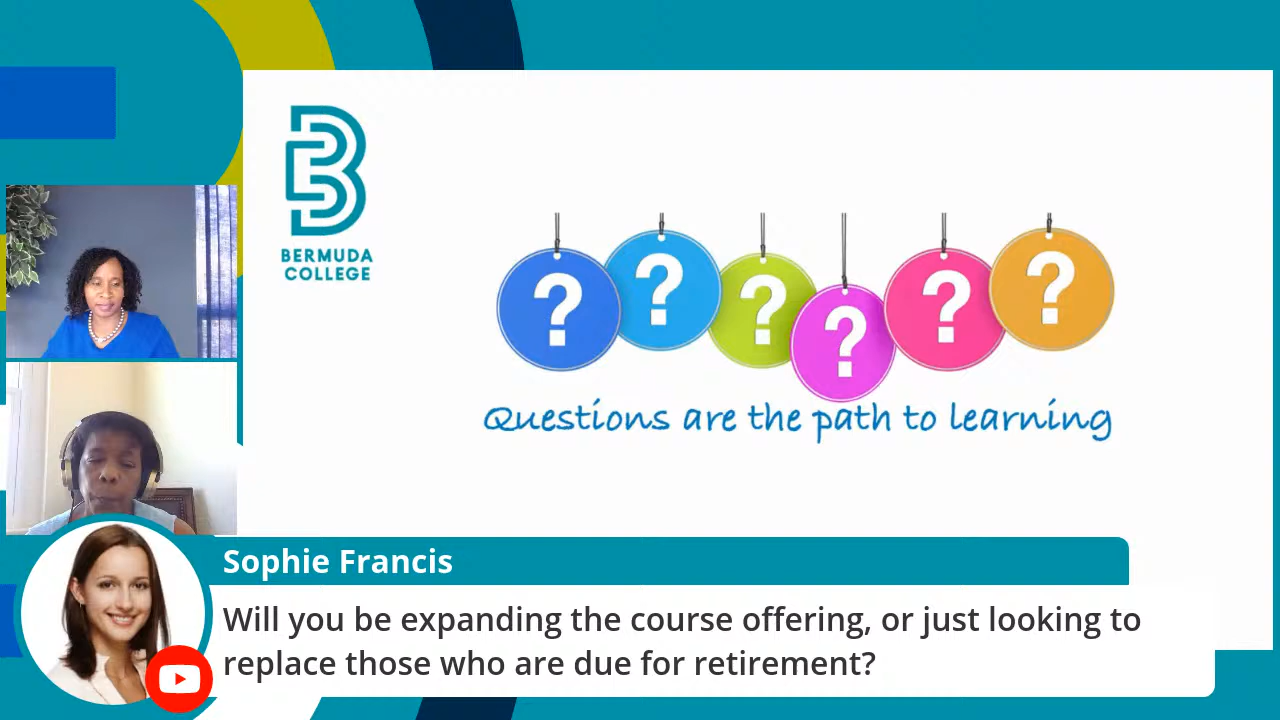 BERMUDA
COLLEGE
? ? ? ? ? ?
Questions are the path to learning
Sophie Francis
Will you be expanding the course offering, or just looking to
replace those who are due for retirement?